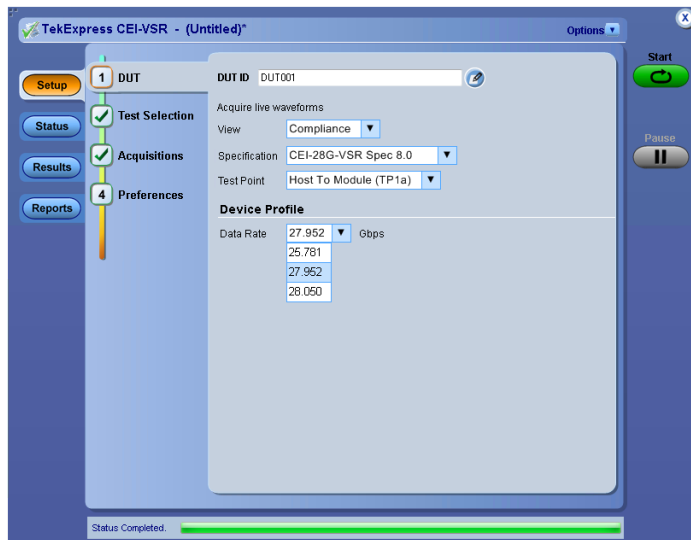 TekExpress CEI-VSR - (Untitled)*
Options
x
Start
Pause
Setup
Status
Results
Reports
1 DUT
Test Selection
Acquisitions
4 Preferences
DUT ID DUT001
Acquire live waveforms
View Compliance
Specification CEI-28G-VSR Spec 8.0
Test Point Host To Module (TP1a)
Device Profile
Data Rate 27.952 Gbps
25.781
27.952
28.050
Status Completed.